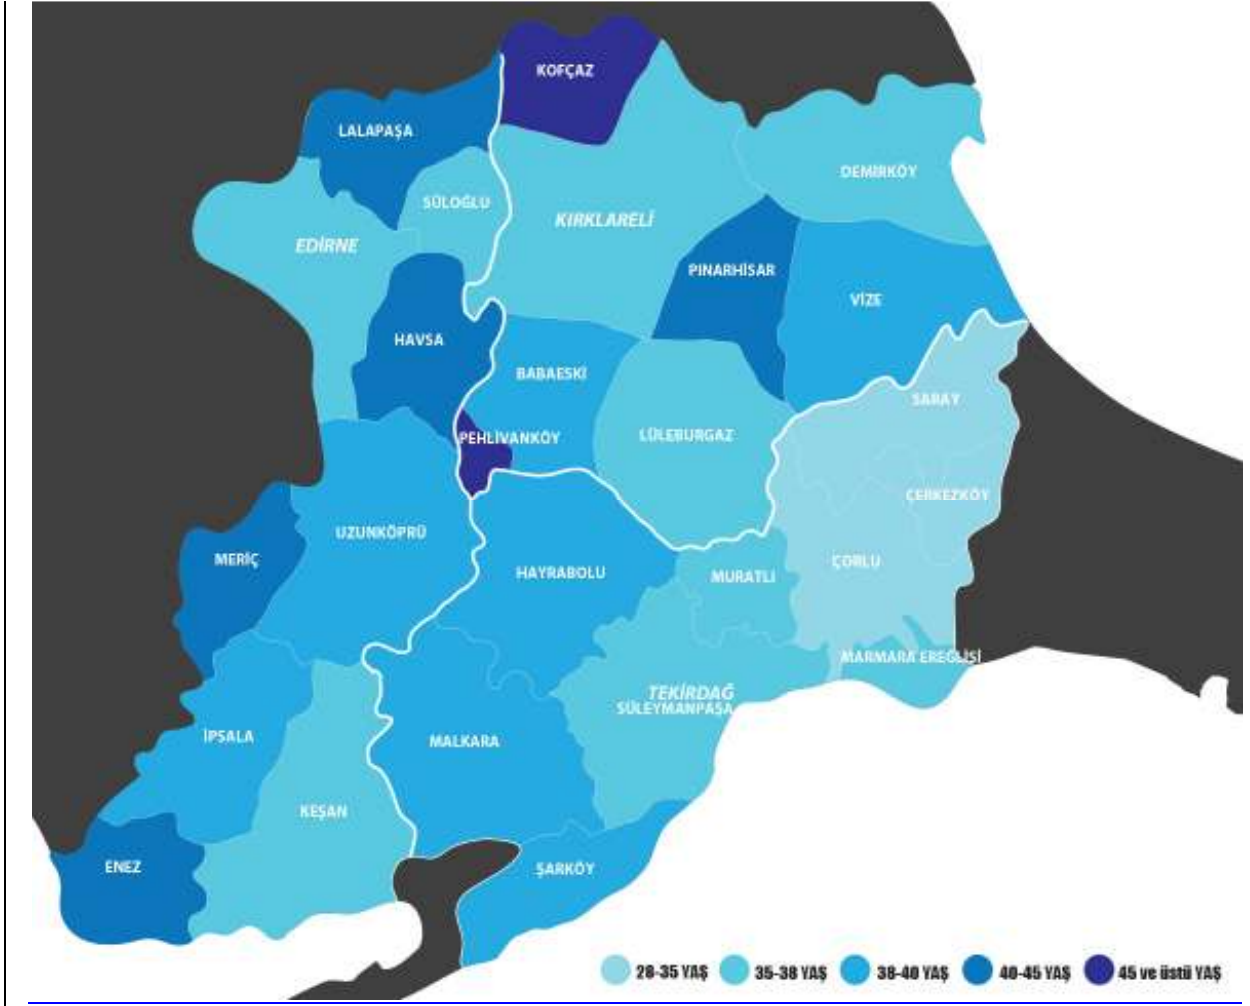 KOFÇAZ
LALAPAŞA
DEMİRKÖY
SÜLOĞLU
KIRKLARELİ
EDİRNE
PINARHİSAR
VİZE
HAVSA
BABAESKİ
SARAY
PEHLİVANKÖY
LÜLEBURGAZ
ÇERKEZKÖY
UZUNKÖPRÜ
MERİÇ
HAYRABOLU
MURATLI
ÇORLU
MARMARA EREĞLİSİ
TEKİRDAĞ
SÜLEYMANPAŞA
İPSALA
MALKARA
KEŞAN
ENEZ
ŞARKÖY
28-35 YAŞ
35-38 YAŞ
38-40 YAŞ
40-45 YAŞ
45 ve üstü YAŞ